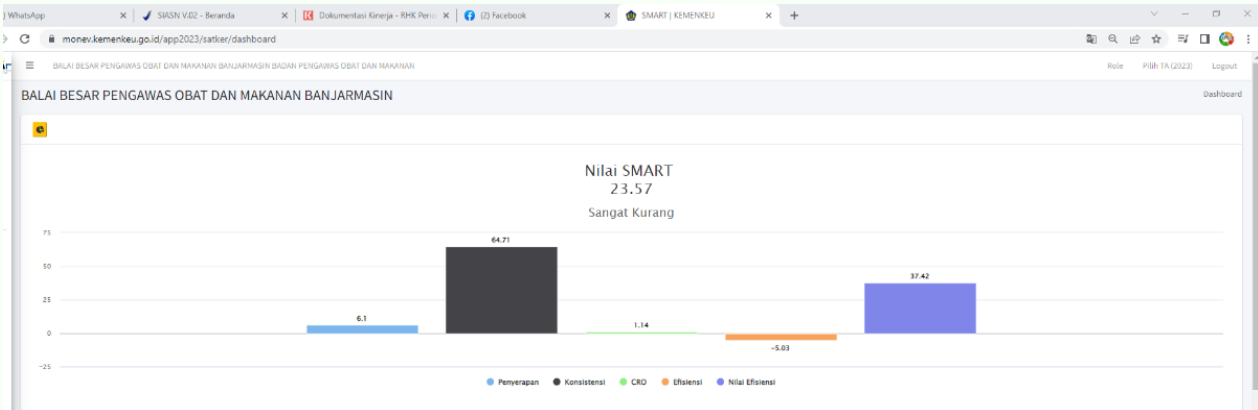 WhatsApp
SIASN V.02 - Beranda
Dokumentasi Kinerja - RHK Perio
(2) Facebook
SMART | KEMENKEU
monev.kemenkeu.go.id/app2023/satker/dashboard
BALAI BESAR PENGAWAS OBAT DAN MAKANAN BANJARMASIN BADAN PENGAWAS OBAT DAN MAKANAN
Role
Pilih TA (2023)
Logout
BALAI BESAR PENGAWAS OBAT DAN MAKANAN BANJARMASIN
Dashboard
Nilai SMART
23.57
Sangat Kurang
75
50
25
0
-25
6.1
64.71
1.14
-5.03
37.42
Penyerapan
Konsistensi
CRO
Efisiensi
Nilai Efisiensi